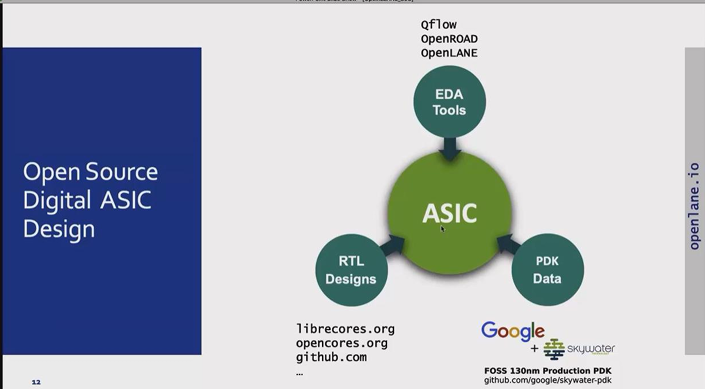 Qflow
OpenROAD
OpenLANE
EDA
Tools
Open Source
Digital ASIC
Design
ASIC
RTL
Designs
PDK
Data
librecores.org
opencores.org
github.com
...
Google
+ skywater
FOSS 130nm Production PDK
github.com/google/skywater-pdk
openlane.io
12